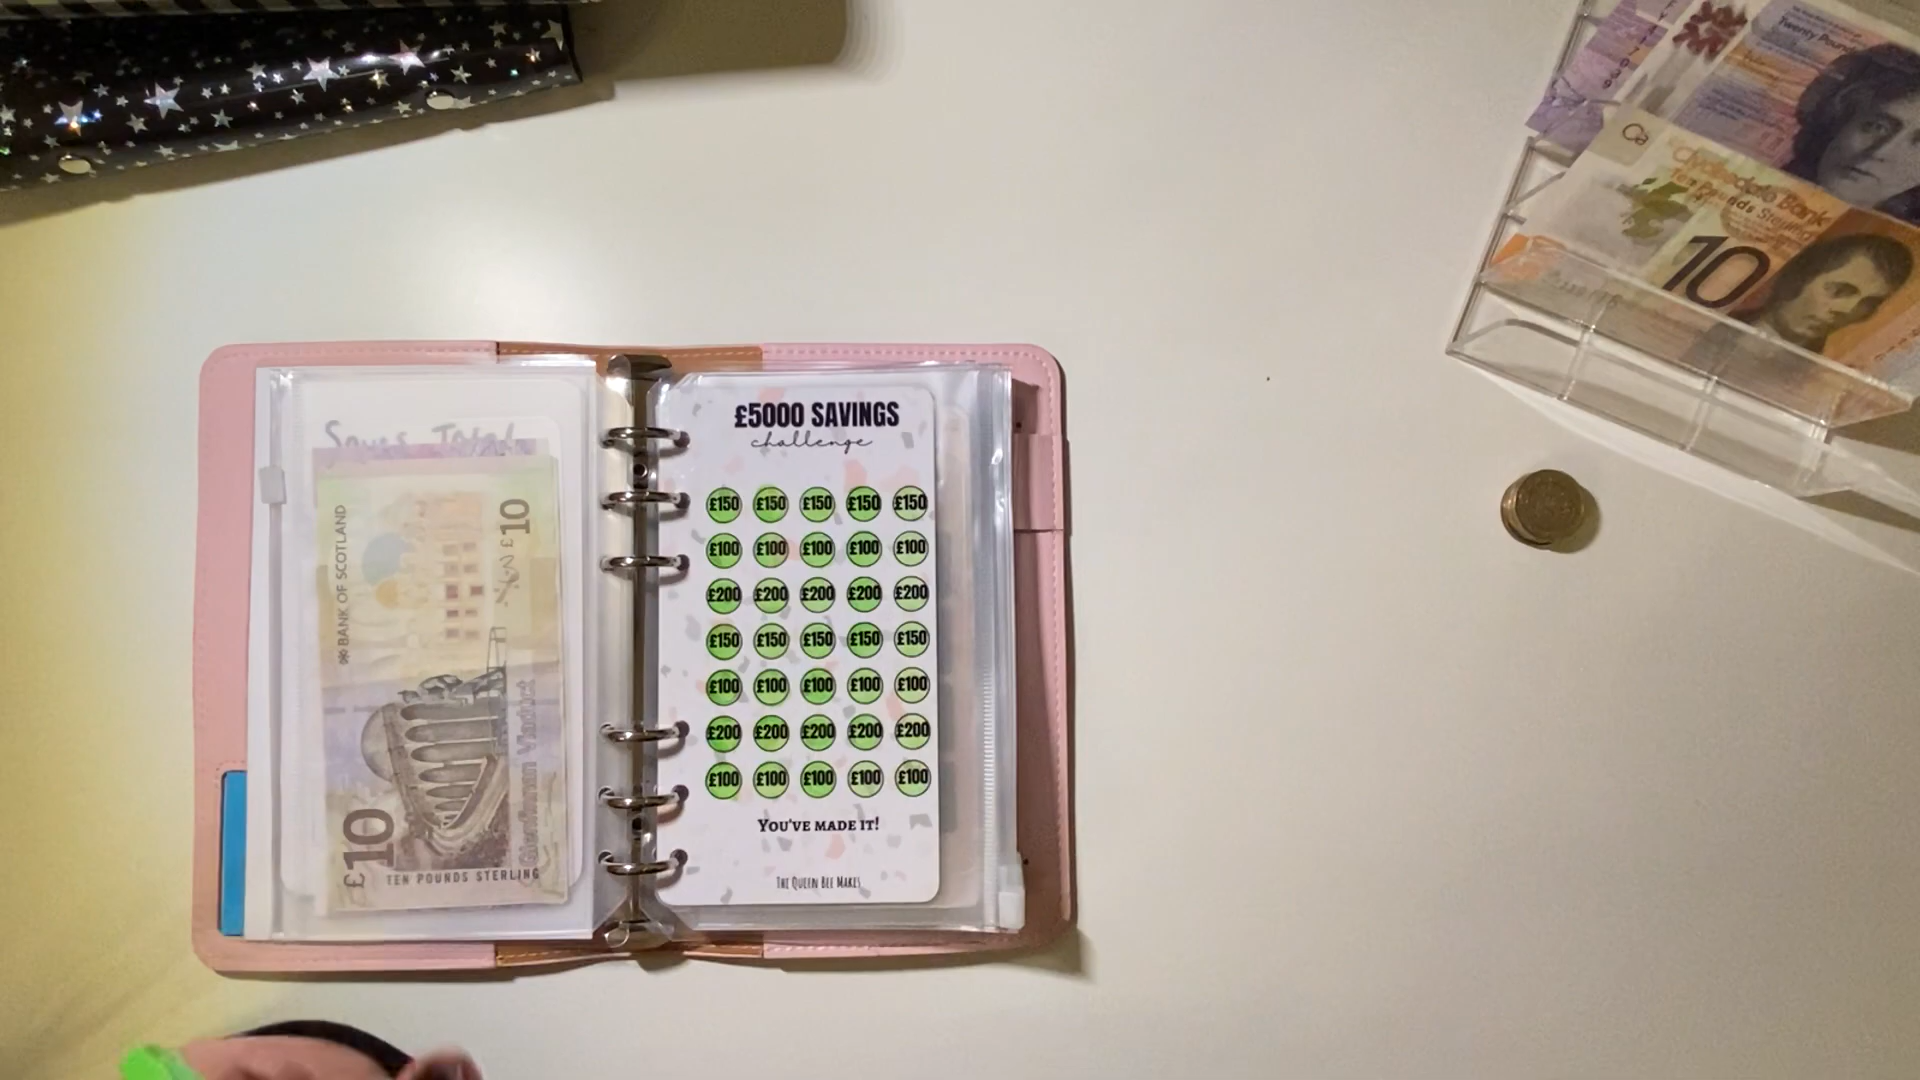 Twenty Pounds
Clydesdale Bank
Ten Pounds Sterling
10
Saves Total
BANK OF SCOTLAND
£10
£10
TEN POUNDS STERLING
Glenfinnan Viaduct
£5000 SAVINGS
challenge
£150 £150 £150 £150 £150
£100 £100 £100 £100 £100
£200 £200 £200 £200 £200
£150 £150 £150 £150 £150
£100 £100 £100 £100 £100
£200 £200 £200 £200 £200
£100 £100 £100 £100 £100
YOU'VE MADE IT!
THE QUEEN BEE MAKES